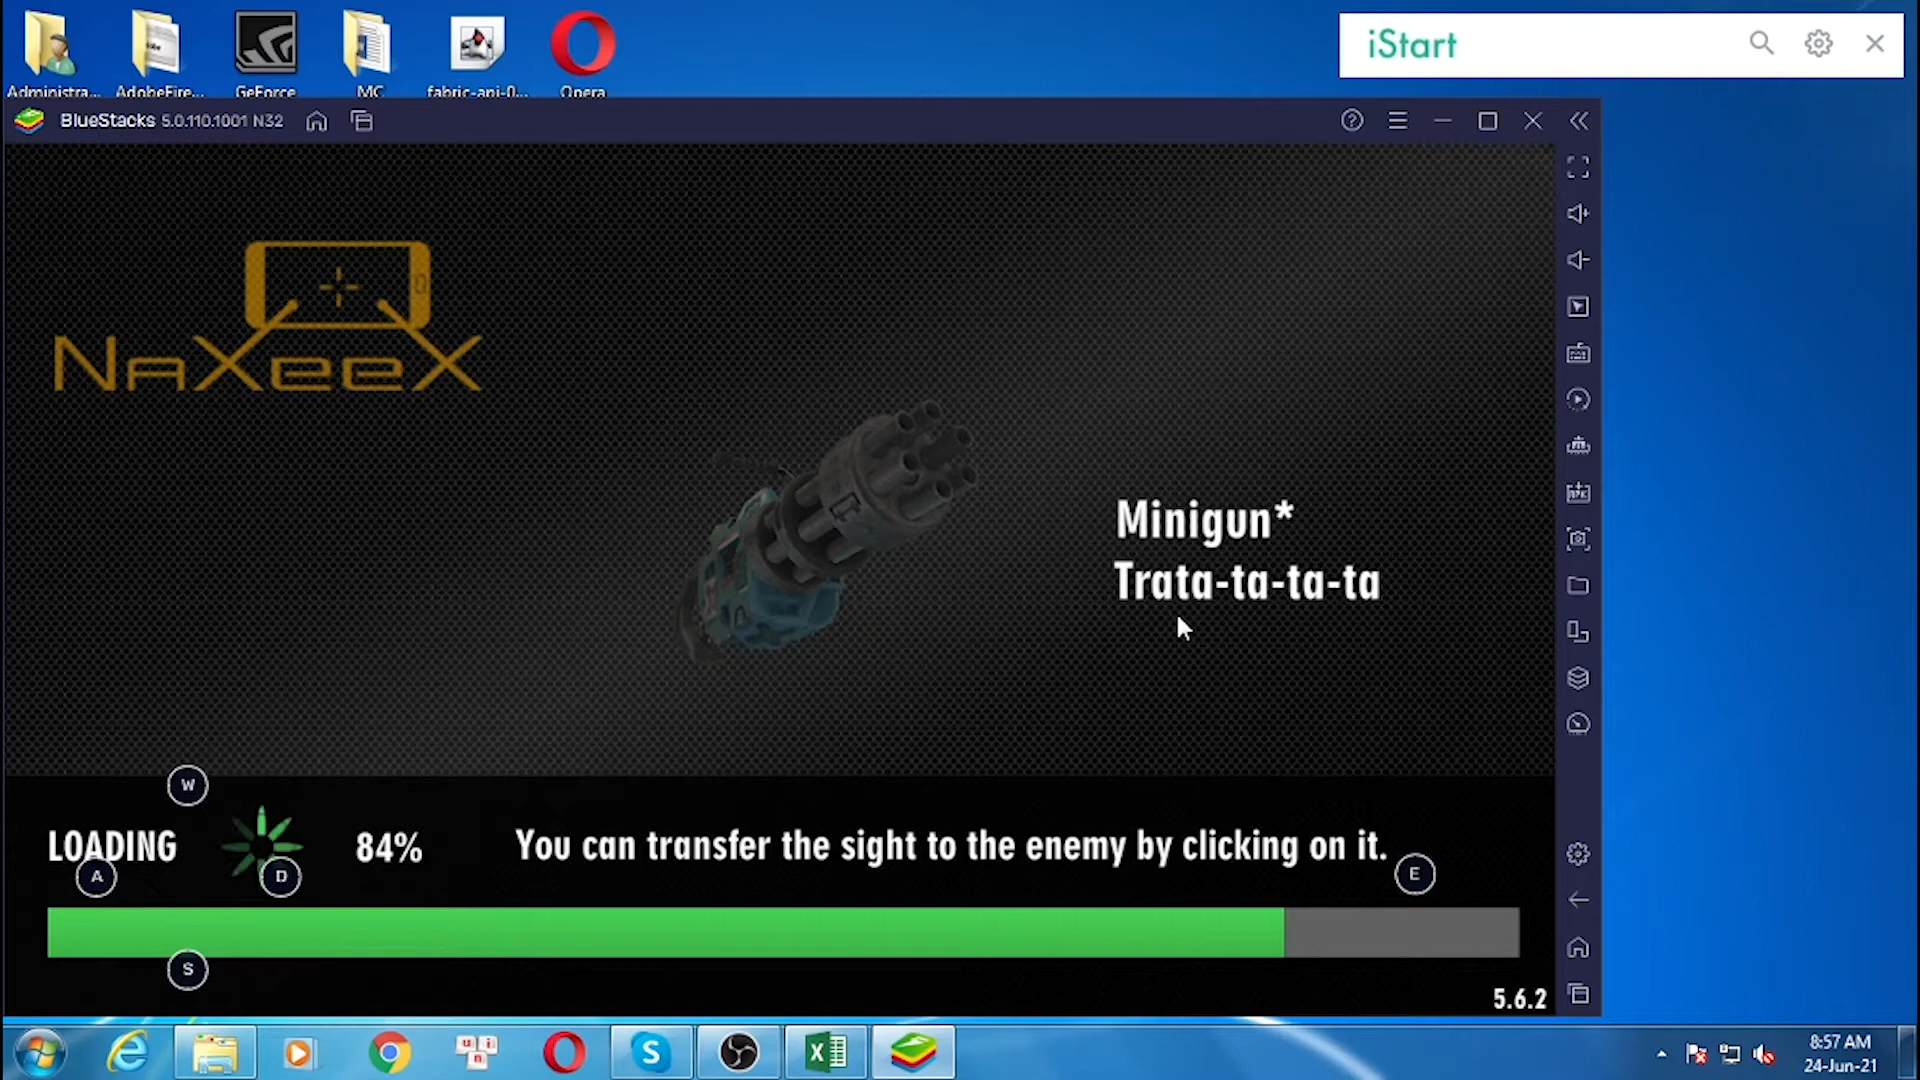 iStart
Administra...
AdobeFire...
GeForce
MC
fabric-api-0...
Opera
BlueStacks 5.0.110.1001 N32
NaXeeX
Minigun*
Trata-ta-ta-ta
W
LOADING
84%
You can transfer the sight to the enemy by clicking on it.
A
D
E
S
5.6.2
8:57 AM
24-Jun-21